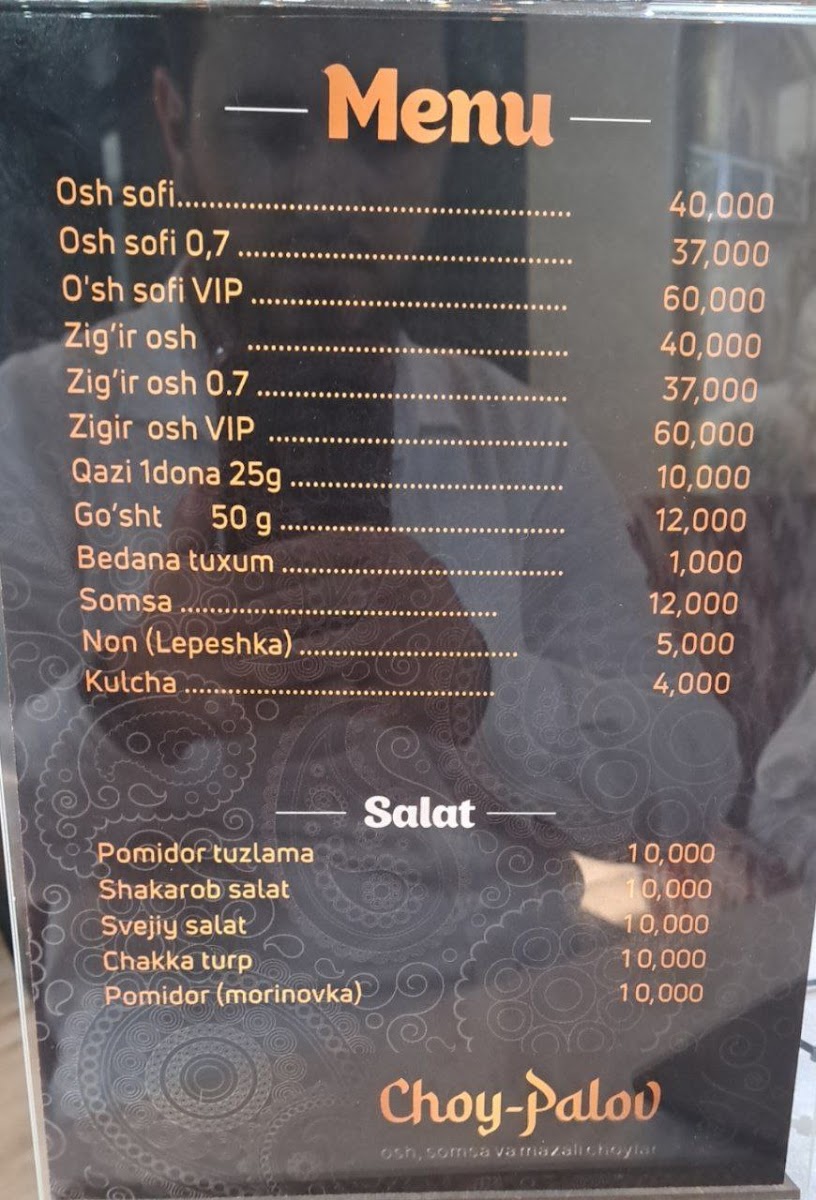 Menu
Osh sofi........................................................ 40,000
Osh sofi 0,7 ................................................ 37,000
O'sh sofi VIP .............................................. 60,000
Zig'ir osh .............................................. 40,000
Zig'ir osh 0.7 ............................................. 37,000
Zigir osh VIP ........................................... 60,000
Qazi 1dona 25g ....................................... 10,000
Go'sht 50 g ........................................ 12,000
Bedana tuxum ........................................ 1,000
Somsa ............................................. 12,000
Non (Lepeshka) ............................... 5,000
Kulcha ............................................ 4,000
Salat
Pomidor tuzlama 10,000
Shakarob salat 10,000
Svejiy salat 10,000
Chakka turp 10,000
Pomidor (morinovka) 10,000
Choy-Palov
osh, somsa va mazali choylar